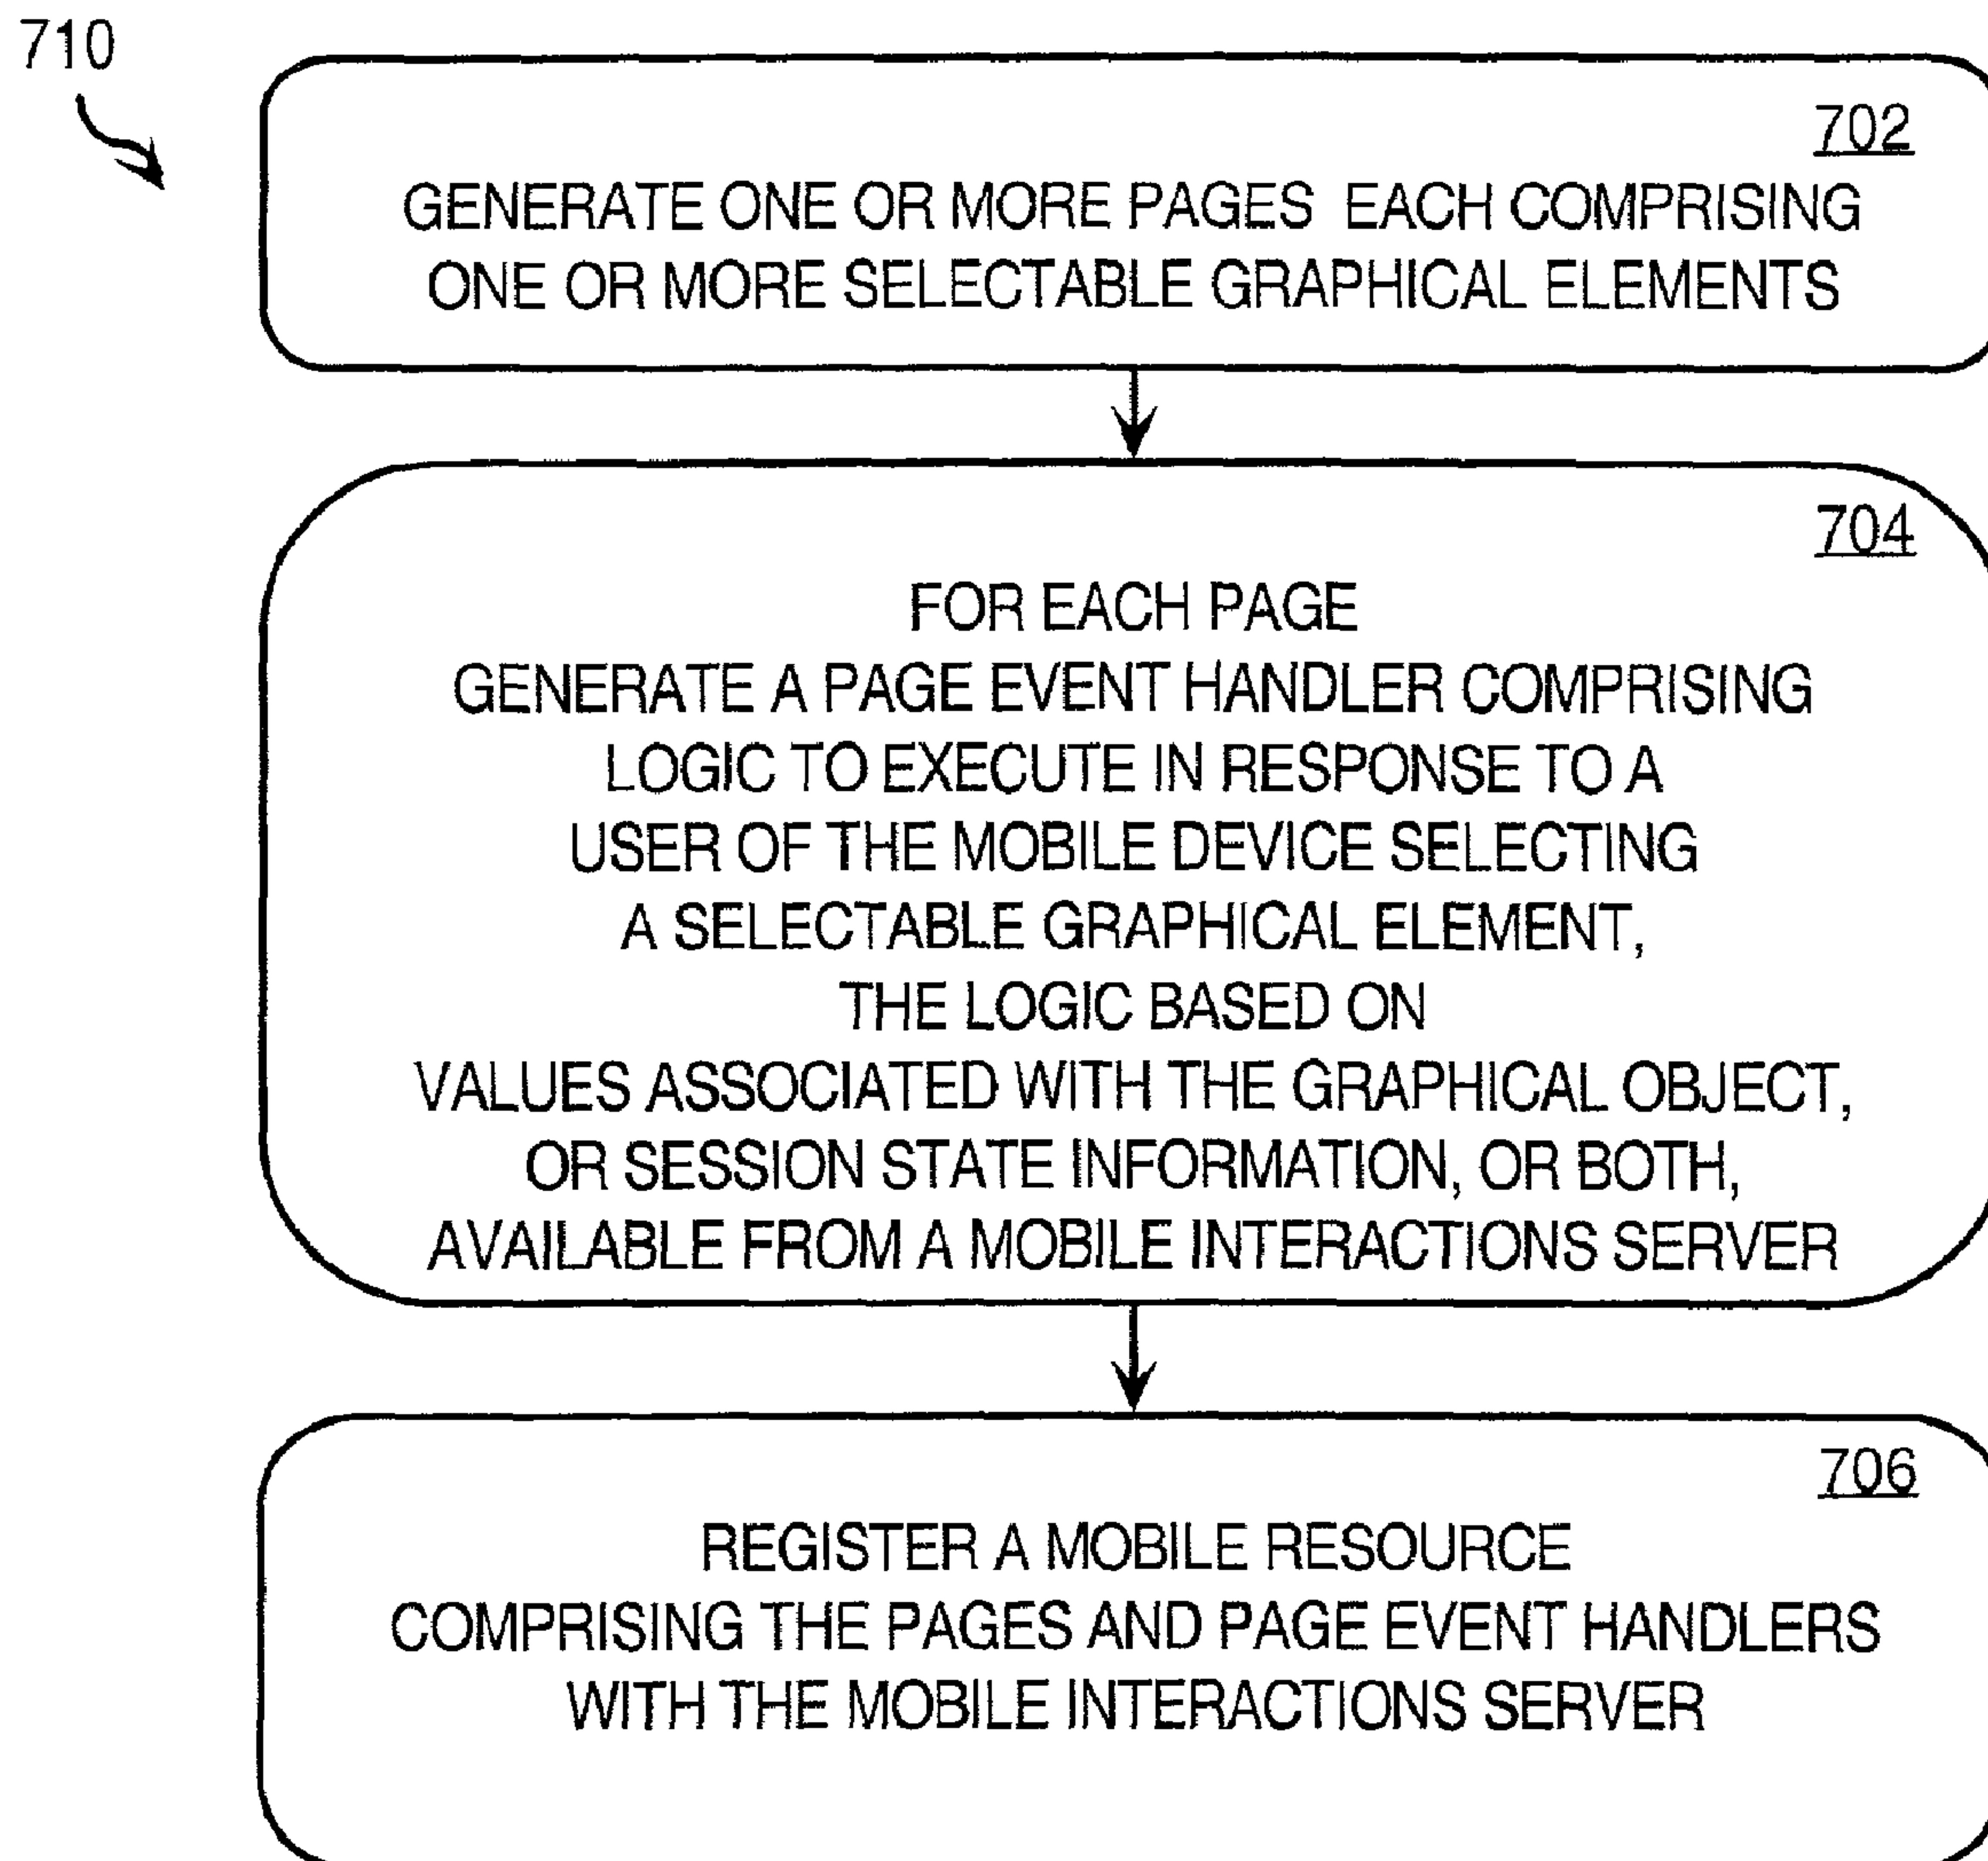 710
702
GENERATE ONE OR MORE PAGES EACH COMPRISING
ONE OR MORE SELECTABLE GRAPHICAL ELEMENTS
704
FOR EACH PAGE
GENERATE A PAGE EVENT HANDLER COMPRISING
LOGIC TO EXECUTE IN RESPONSE TO A
USER OF THE MOBILE DEVICE SELECTING
A SELECTABLE GRAPHICAL ELEMENT,
THE LOGIC BASED ON
VALUES ASSOCIATED WITH THE GRAPHICAL OBJECT,
OR SESSION STATE INFORMATION, OR BOTH,
AVAILABLE FROM A MOBILE INTERACTIONS SERVER
706
REGISTER A MOBILE RESOURCE
COMPRISING THE PAGES AND PAGE EVENT HANDLERS
WITH THE MOBILE INTERACTIONS SERVER